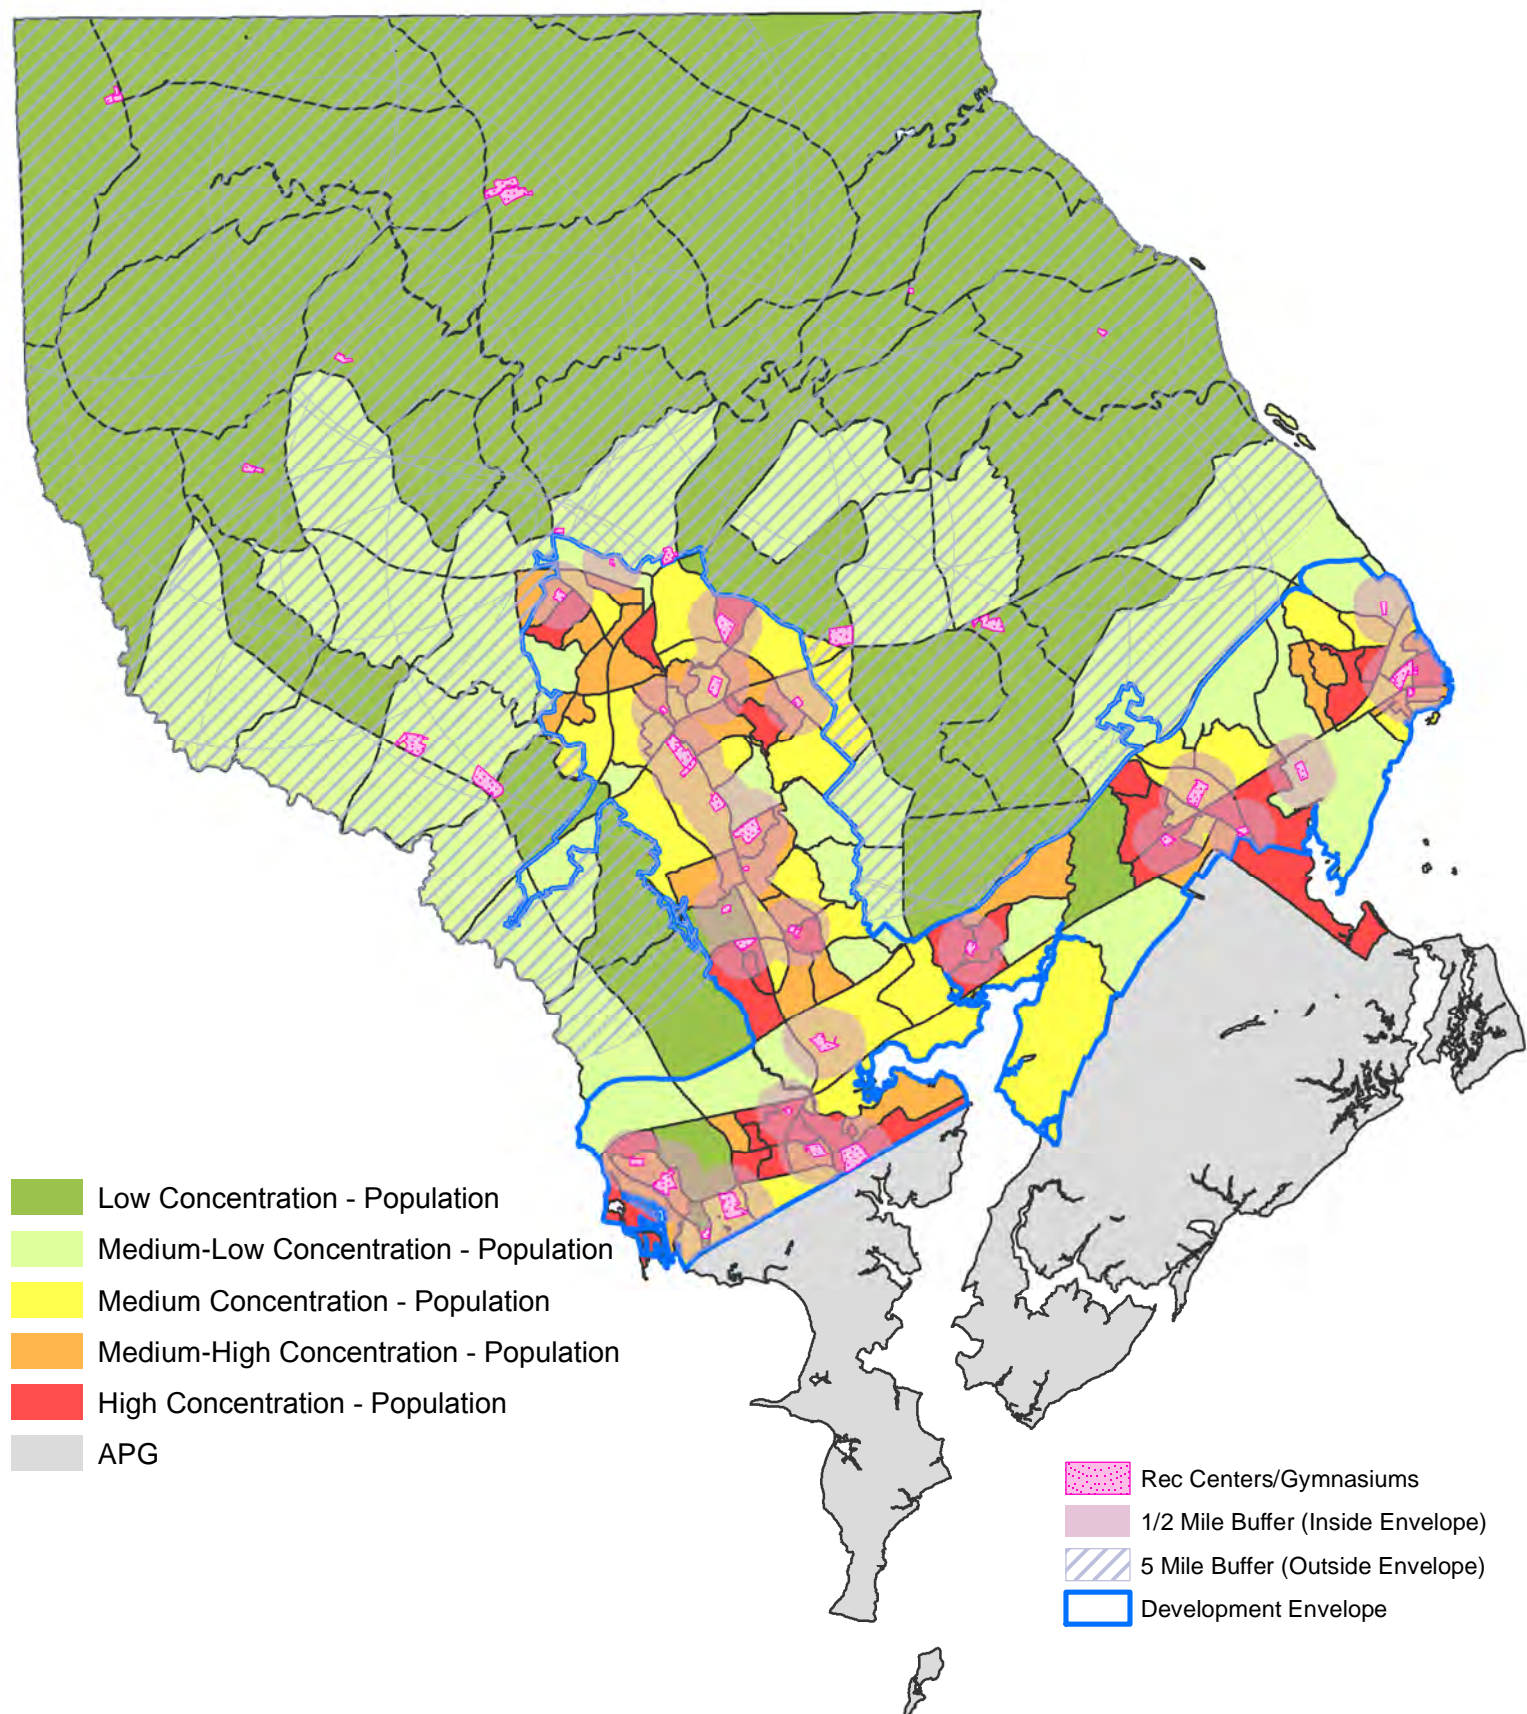 Low Concentration - Population
Medium-Low Concentration - Population
Medium Concentration - Population
Medium-High Concentration - Population
High Concentration - Population
APG
Rec Centers/Gymnasiums
1/2 Mile Buffer (Inside Envelope)
5 Mile Buffer (Outside Envelope)
Development Envelope